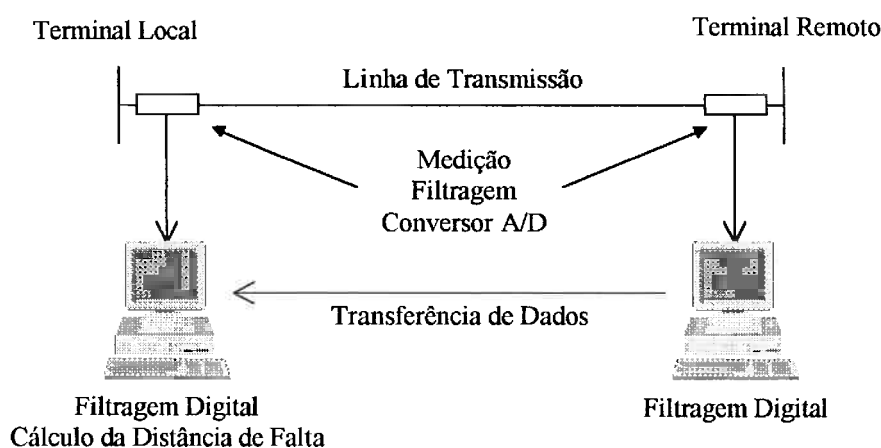 Terminal Local
Terminal Remoto
Linha de Transmissão
Medição
Filtragem
Conversor A/D
Transferência de Dados
Filtragem Digital
Cálculo da Distância de Falta
Filtragem Digital